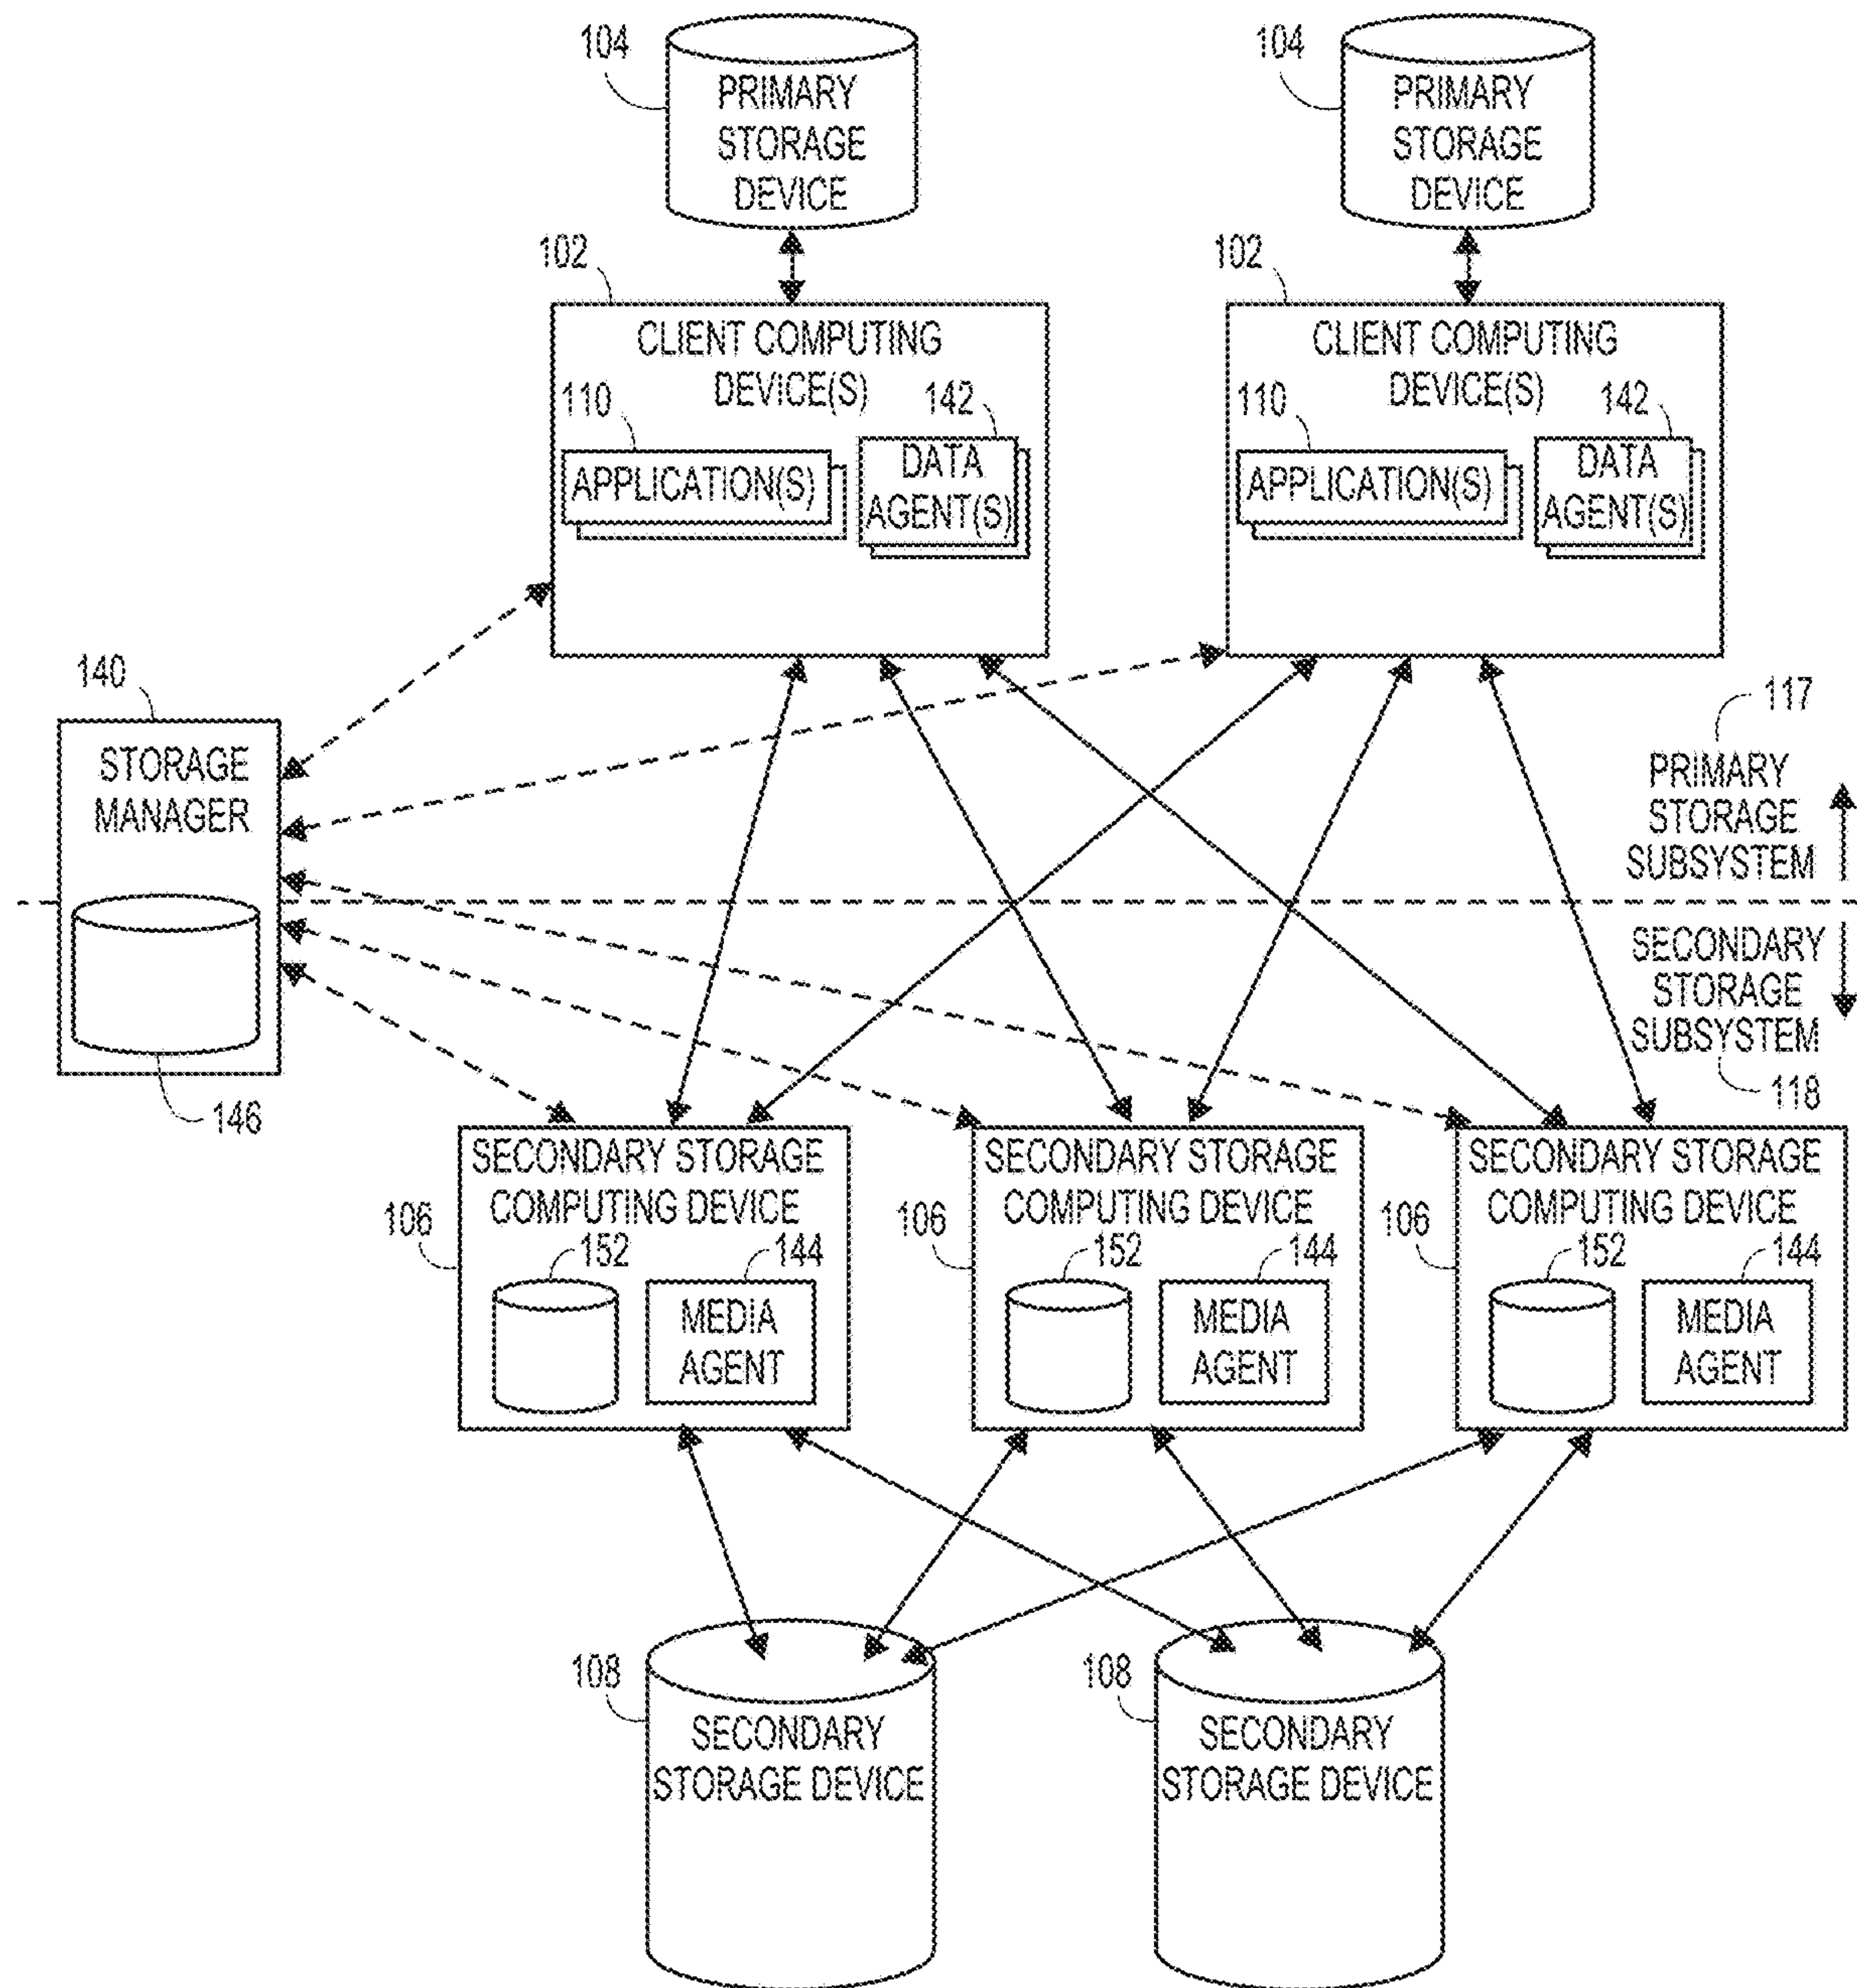 104
PRIMARY
STORAGE
DEVICE
104
PRIMARY
STORAGE
DEVICE
102
CLIENT COMPUTING
DEVICE(S)
110
142
APPLICATION(S)
DATA
AGENT(S)
102
CLIENT COMPUTING
DEVICE(S)
110
142
APPLICATION(S)
DATA
AGENT(S)
140
STORAGE
MANAGER
146
117
PRIMARY
STORAGE
SUBSYSTEM
SECONDARY
STORAGE
SUBSYSTEM
118
106
SECONDARY STORAGE
COMPUTING DEVICE
152
144
MEDIA
AGENT
106
SECONDARY STORAGE
COMPUTING DEVICE
152
144
MEDIA
AGENT
106
SECONDARY STORAGE
COMPUTING DEVICE
152
144
MEDIA
AGENT
108
SECONDARY
STORAGE DEVICE
108
SECONDARY
STORAGE DEVICE